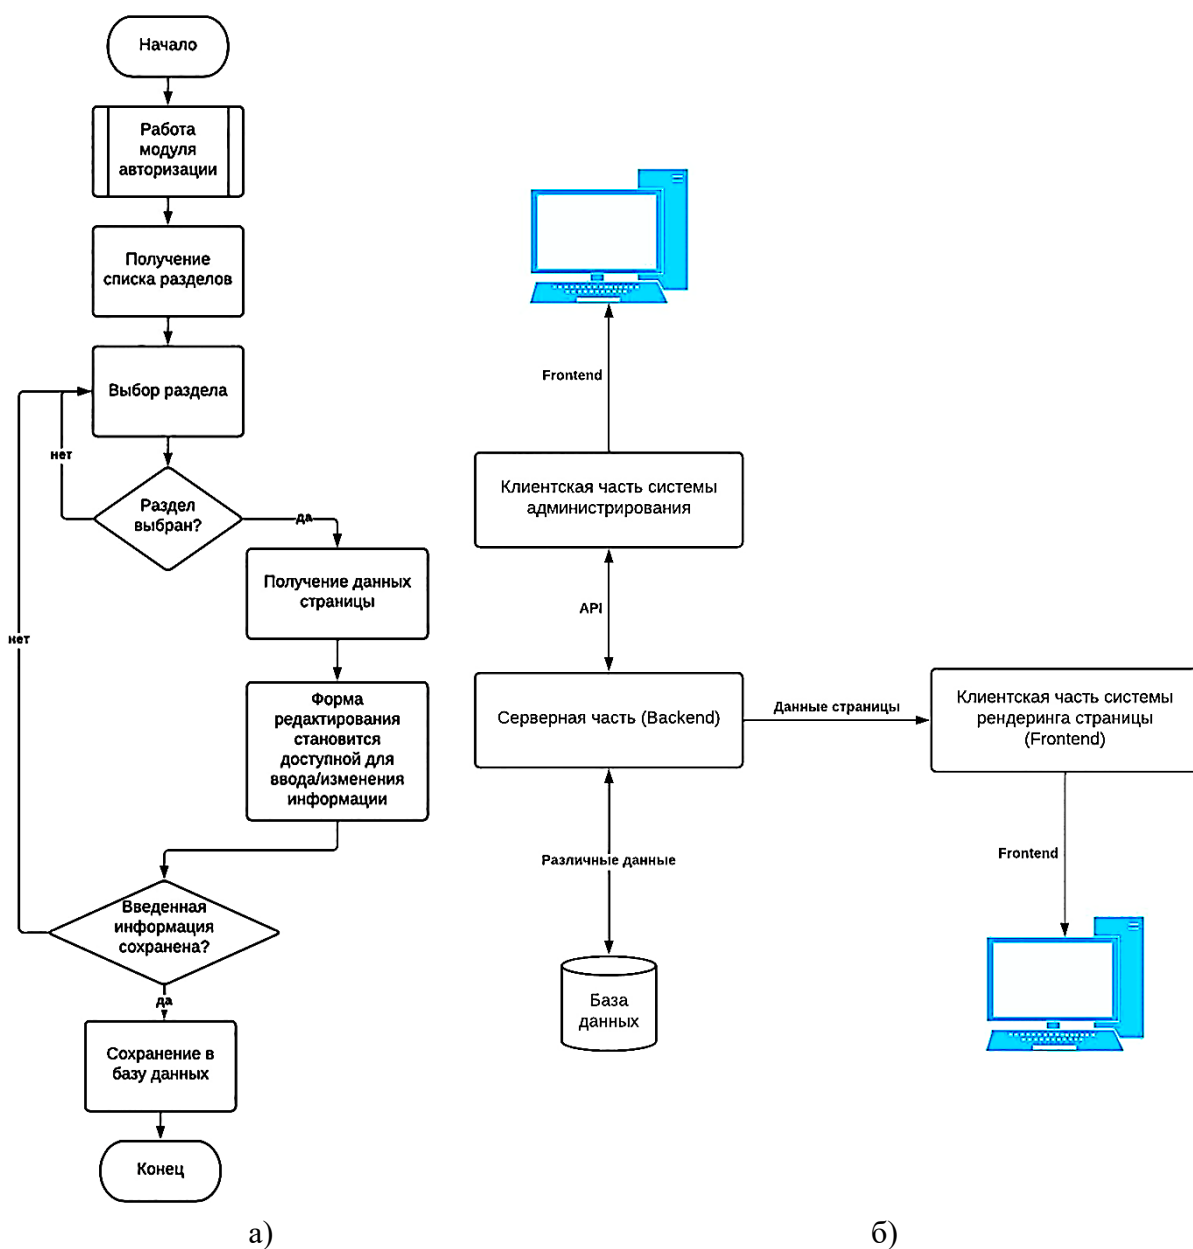 Начало
Работа
модуля
авторизации
Получение
списка разделов
Выбор раздела
нет
Раздел
выбран?
да
Получение данных
страницы
нет
Форма
редактирования
становится
доступной для
ввода/изменения
информации
Введенная
информация
сохранена?
да
Сохранение в
базу данных
Конец
а)
Frontend
Клиентская часть системы
администрирования
API
Серверная часть (Backend)
Данные страницы
Клиентская часть системы
рендеринга страницы
(Frontend)
Различные данные
Frontend
База
данных
б)